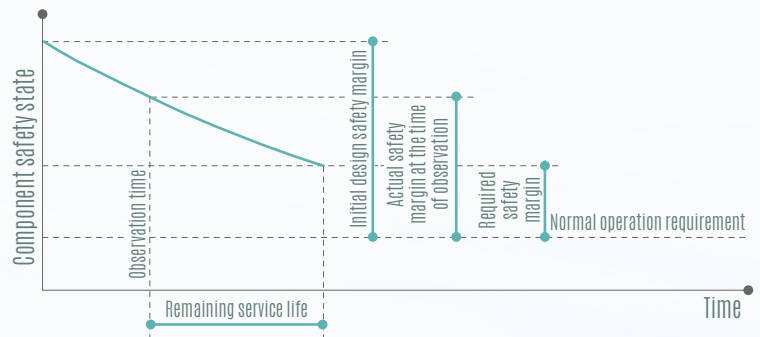 Component safety state
Observation time
Remaining service life
Initial design safety margin
Actual safety
margin at the time
of observation
Required
safety
margin
Normal operation requirement
Time